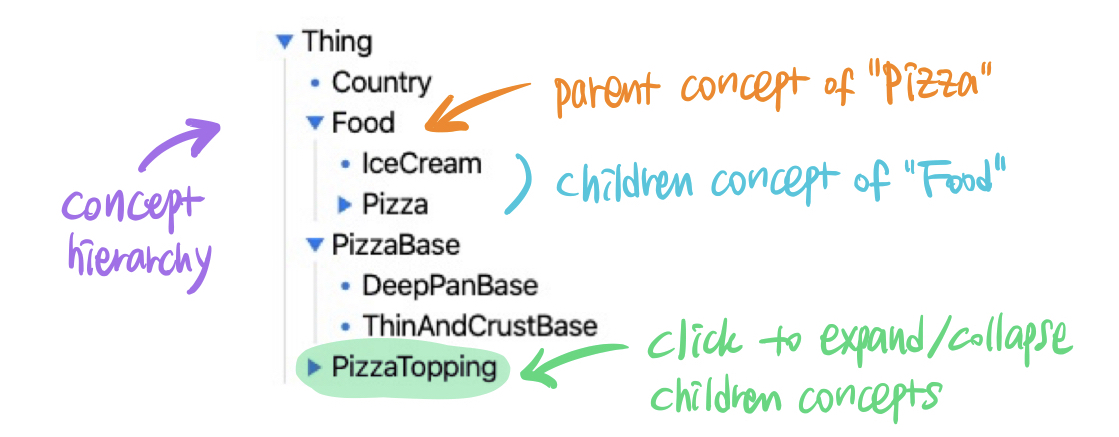 Thing
Country
Food
IceCream
Pizza
PizzaBase
DeepPanBase
ThinAndCrustBase
PizzaTopping
concept
hierarchy
parent concept of "Pizza"
children concept of "Food"
click to expand/collapse
children concepts